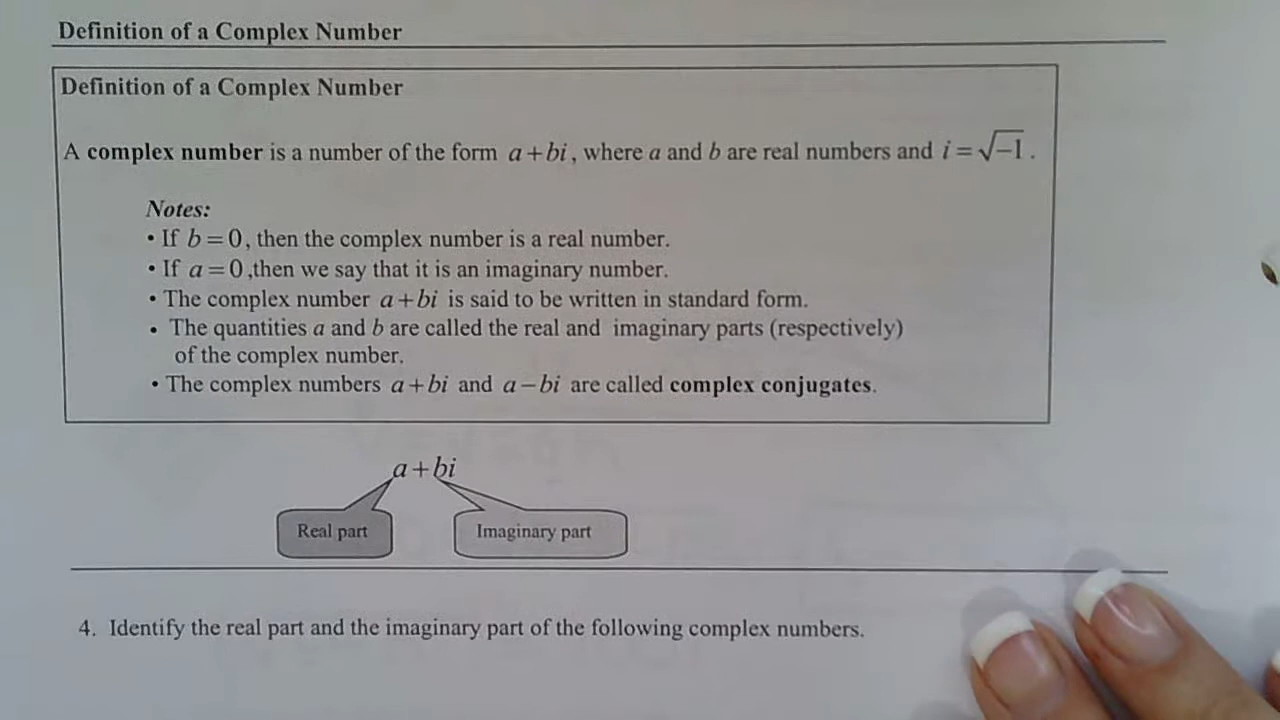 Definition of a Complex Number
Definition of a Complex Number
A complex number is a number of the form a+bi, where a and b are real numbers and i=√−1.
Notes:
• If b=0, then the complex number is a real number.
• If a=0,then we say that it is an imaginary number.
• The complex number a+bi is said to be written in standard form.
• The quantities a and b are called the real and imaginary parts (respectively)
of the complex number.
• The complex numbers a+bi and a−bi are called complex conjugates.
a+bi
Real part Imaginary part
4. Identify the real part and the imaginary part of the following complex numbers.